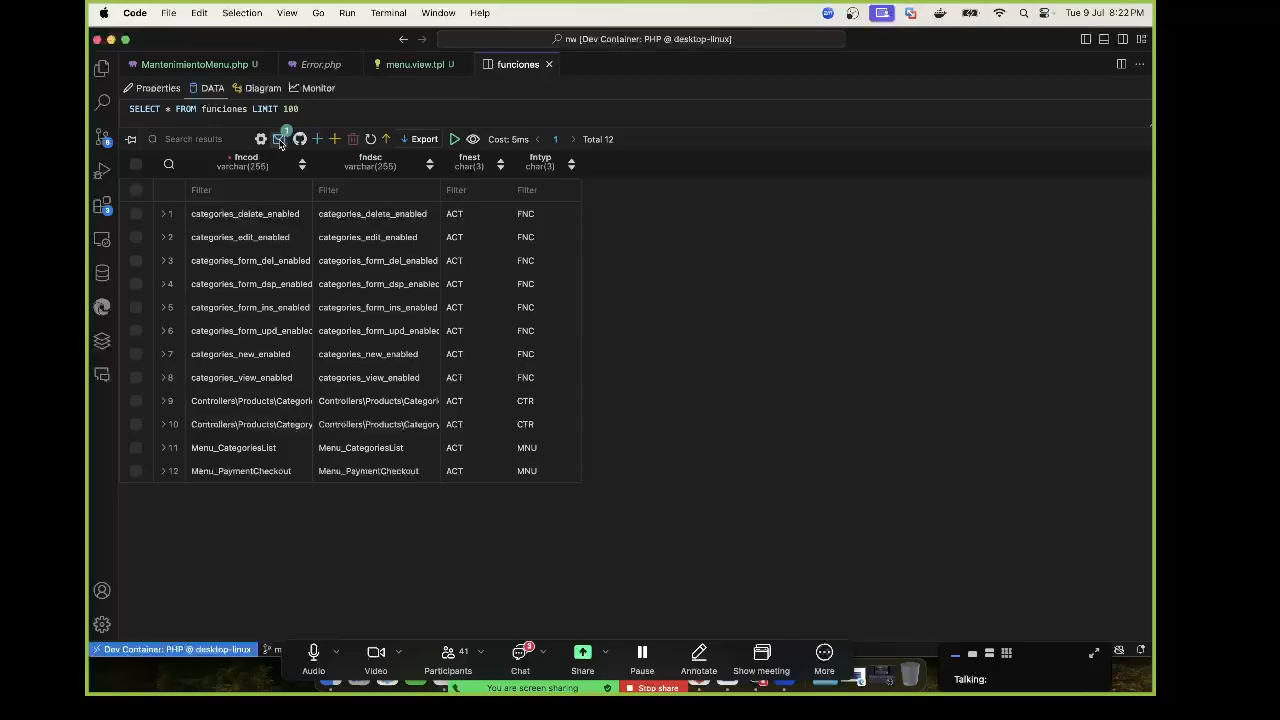 Code File Edit Selection View Go Run Terminal Window Help Tue 9 Jul 8:22 PM
nw [Dev Container: PHP @ desktop-linux]
MantenimientoMenu.php U Error.php menu.view.tpl U funciones
Properties DATA Diagram Monitor
SELECT * FROM funciones LIMIT 100
Search results 1 Export Cost: 5ms 1 Total 12
fncod fndsc fnest fntyp
varchar(255) varchar(255) char(3) char(3)
Filter Filter Filter Filter
1 categories_delete_enabled categories_delete_enabled ACT FNC
2 categories_edit_enabled categories_edit_enabled ACT FNC
3 categories_form_del_enabled categories_form_del_enabled ACT FNC
4 categories_form_dsp_enabled categories_form_dsp_enabled ACT FNC
5 categories_form_ins_enabled categories_form_ins_enabled ACT FNC
6 categories_form_upd_enabled categories_form_upd_enabled ACT FNC
7 categories_new_enabled categories_new_enabled ACT FNC
8 categories_view_enabled categories_view_enabled ACT FNC
9 Controllers\Products\Categori Controllers\Products\Categori ACT CTR
10 Controllers\Products\Category Controllers\Products\Category ACT CTR
11 Menu_CategoriesList Menu_CategoriesList ACT MNU
12 Menu_PaymentCheckout Menu_PaymentCheckout ACT MNU
Dev Container: PHP @ desktop-linux
41 3
Audio Video Participants Chat Share Pause Annotate Show meeting More
Talking:
You are screen sharing Stop share